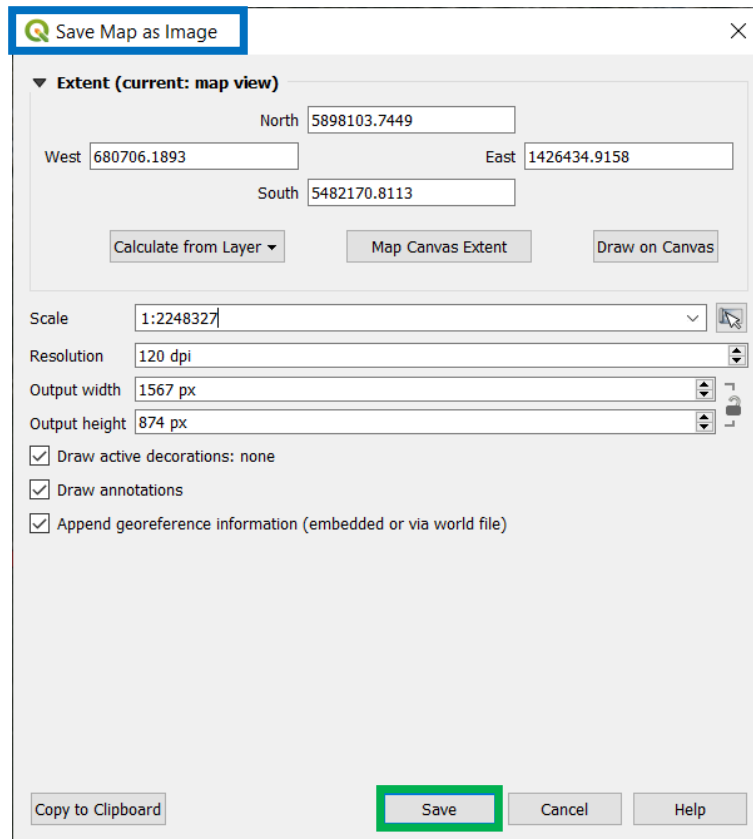 Save Map as Image
Extent (current: map view)
North 5898103.7449
West 680706.1893 East 1426434.9158
South 5482170.8113
Calculate from Layer Map Canvas Extent Draw on Canvas
Scale 1:2248327
Resolution 120 dpi
Output width 1567 px
Output height 874 px
Draw active decorations: none
Draw annotations
Append georeference information (embedded or via world file)
Copy to Clipboard Save Cancel Help